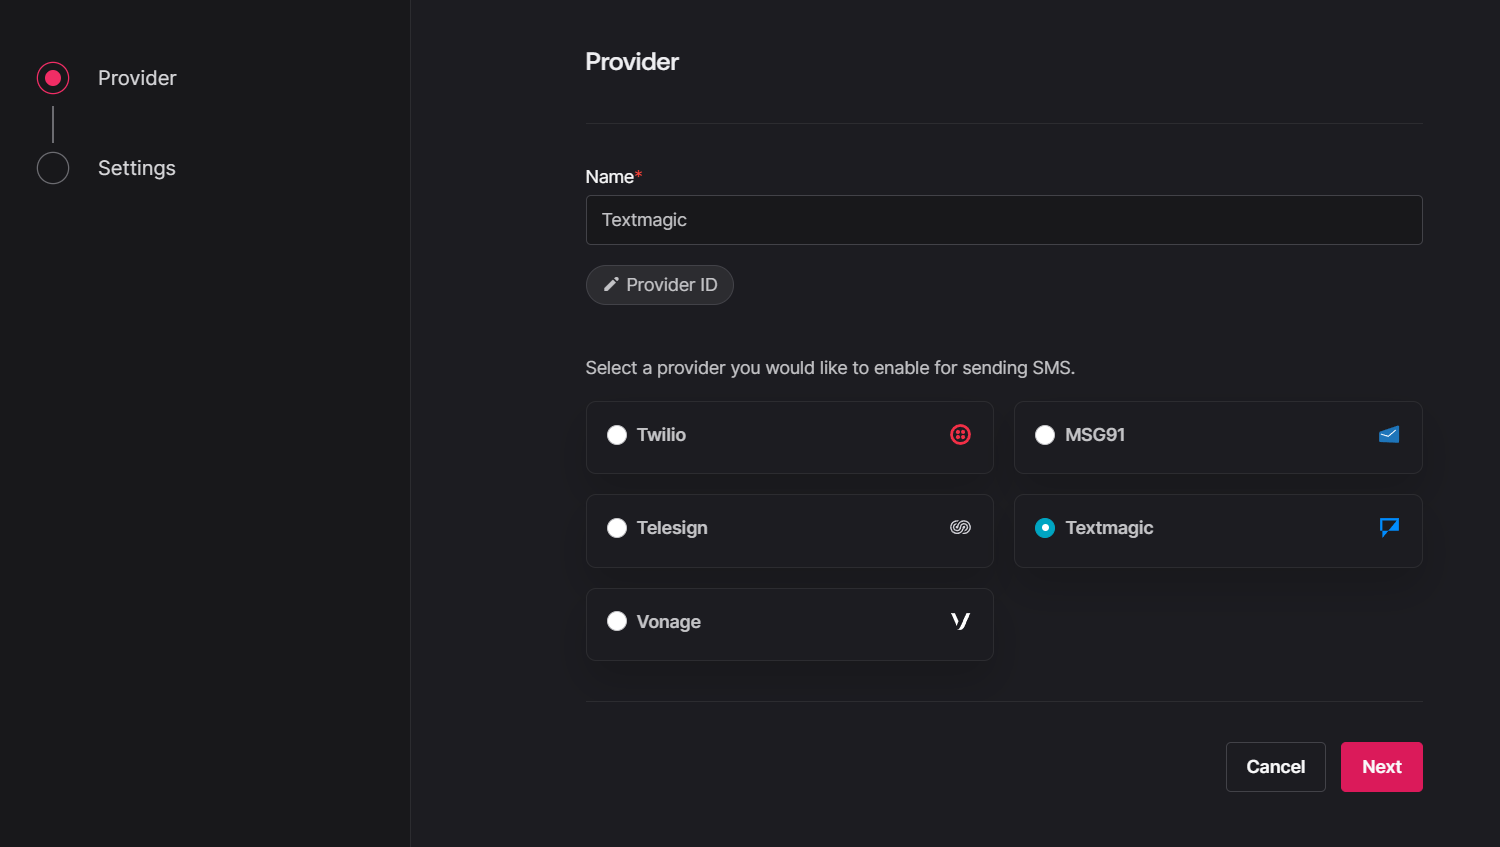 Provider
Settings
Provider
Name*
Textmagic
Provider ID
Select a provider you would like to enable for sending SMS.
Twilio
MSG91
Telesign
Textmagic
Vonage
Cancel
Next